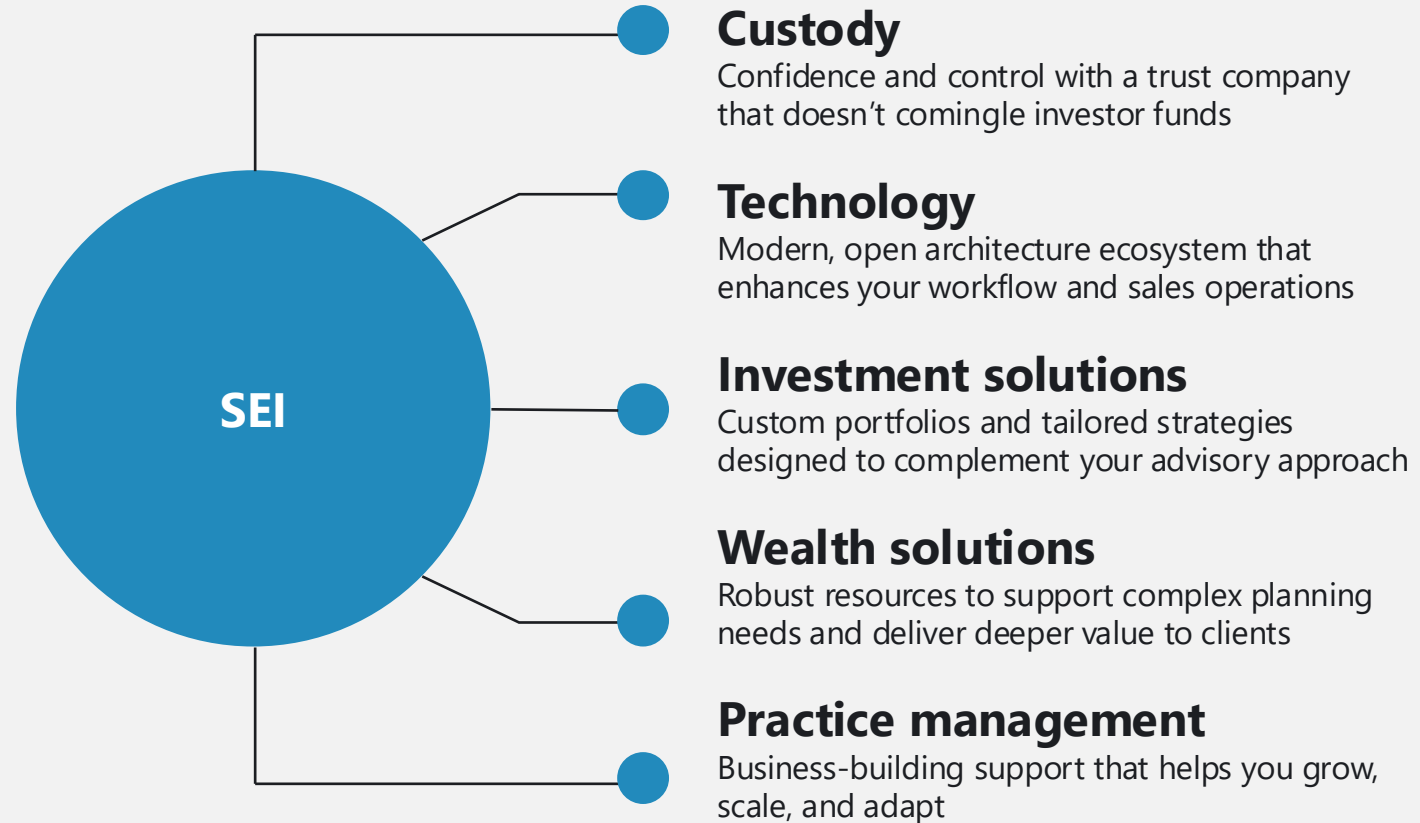 SEI
Custody
Confidence and control with a trust company
that doesn’t comingle investor funds
Technology
Modern, open architecture ecosystem that
enhances your workflow and sales operations
Investment solutions
Custom portfolios and tailored strategies
designed to complement your advisory approach
Wealth solutions
Robust resources to support complex planning
needs and deliver deeper value to clients
Practice management
Business-building support that helps you grow,
scale, and adapt